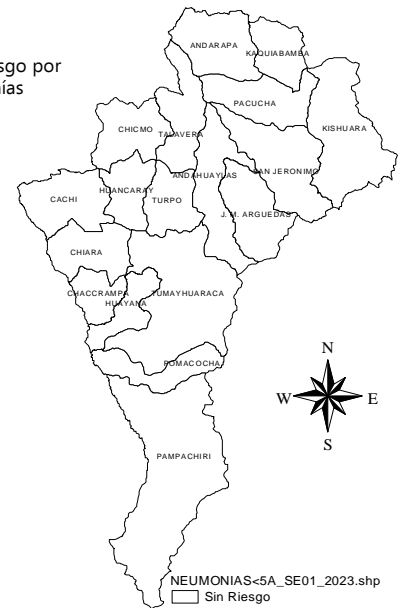 sgo por
ías
ANDARAPA
KAQUIABAMBA
PACUCHA
KISHUARA
CHICMO
TALAVERA
ANDAHUAYLAS
SAN JERONIMO
HUANCARAY
TURPO
CACHI
J. M. ARGUEDAS
CHIARA
CHACCRAMPA
HUAYANA
TUMAYHUARACA
POMACOCHA
PAMPACHIRI
N
W
E
S
NEUMONIAS<5A_SE01_2023.shp
Sin Riesgo